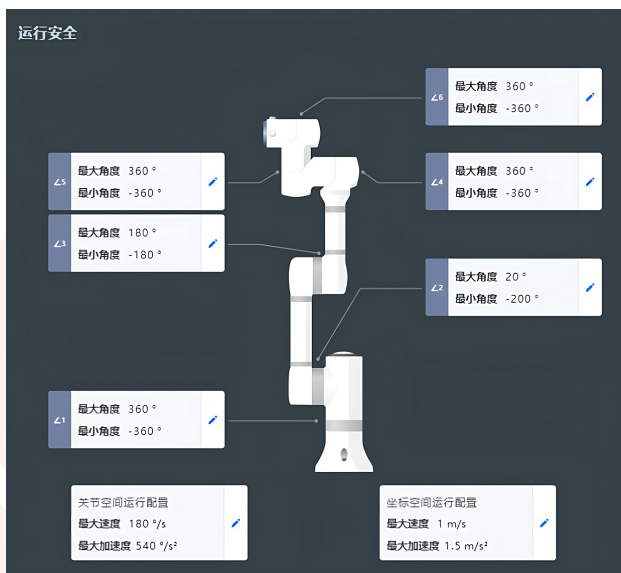 运行安全
∠6
最大角度 360 °
最小角度 -360 °
∠5
最大角度 360 °
最小角度 -360 °
∠4
最大角度 360 °
最小角度 -360 °
∠3
最大角度 180 °
最小角度 -180 °
∠2
最大角度 20 °
最小角度 -200 °
∠1
最大角度 360 °
最小角度 -360 °
关节空间运行配置
最大速度 180 °/s
最大加速度 540 °/s²
坐标空间运行配置
最大速度 1 m/s
最大加速度 1.5 m/s²